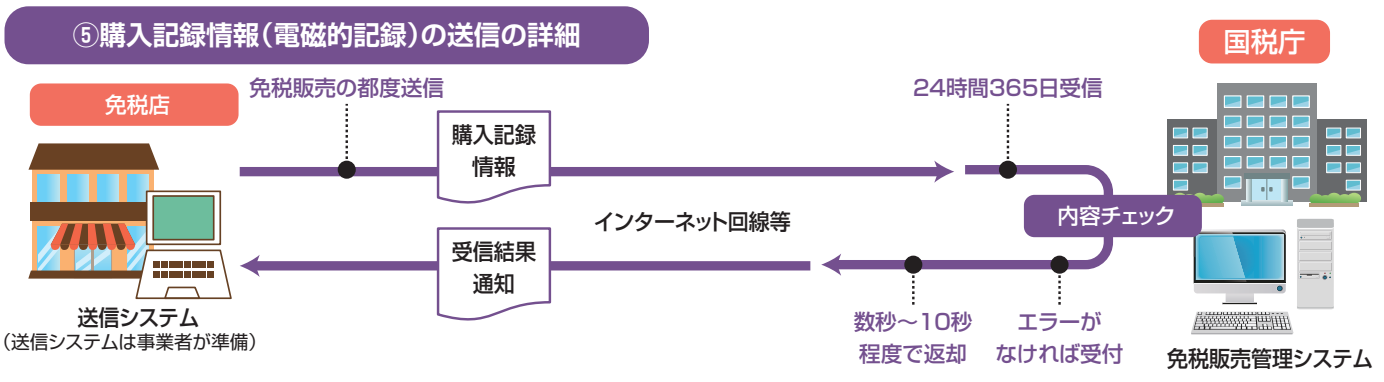 ⑤購入記録情報(電磁的記録)の送信の詳細
国税庁
免税店
免税販売の都度送信
24時間365日受信
購入記録
情報
内容チェック
インターネット回線等
受信結果
通知
数秒〜10秒
程度で返却
エラーが
なければ受付
送信システム
(送信システムは事業者が準備)
免税販売管理システム